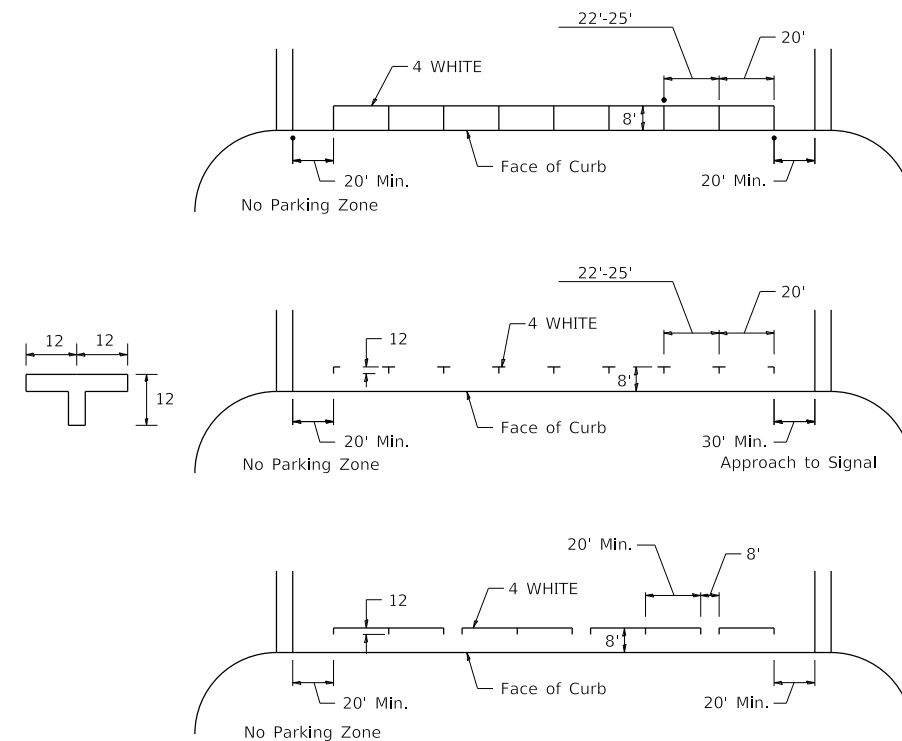 22'-25'
20'
4 WHITE
8'
Face of Curb
20' Min.
20' Min.
No Parking Zone
22'-25'
20'
12
4 WHITE
12
12
12
8'
Face of Curb
20' Min.
30' Min.
No Parking Zone
Approach to Signal
20' Min.
8'
12
4 WHITE
8'
Face of Curb
20' Min.
20' Min.
No Parking Zone